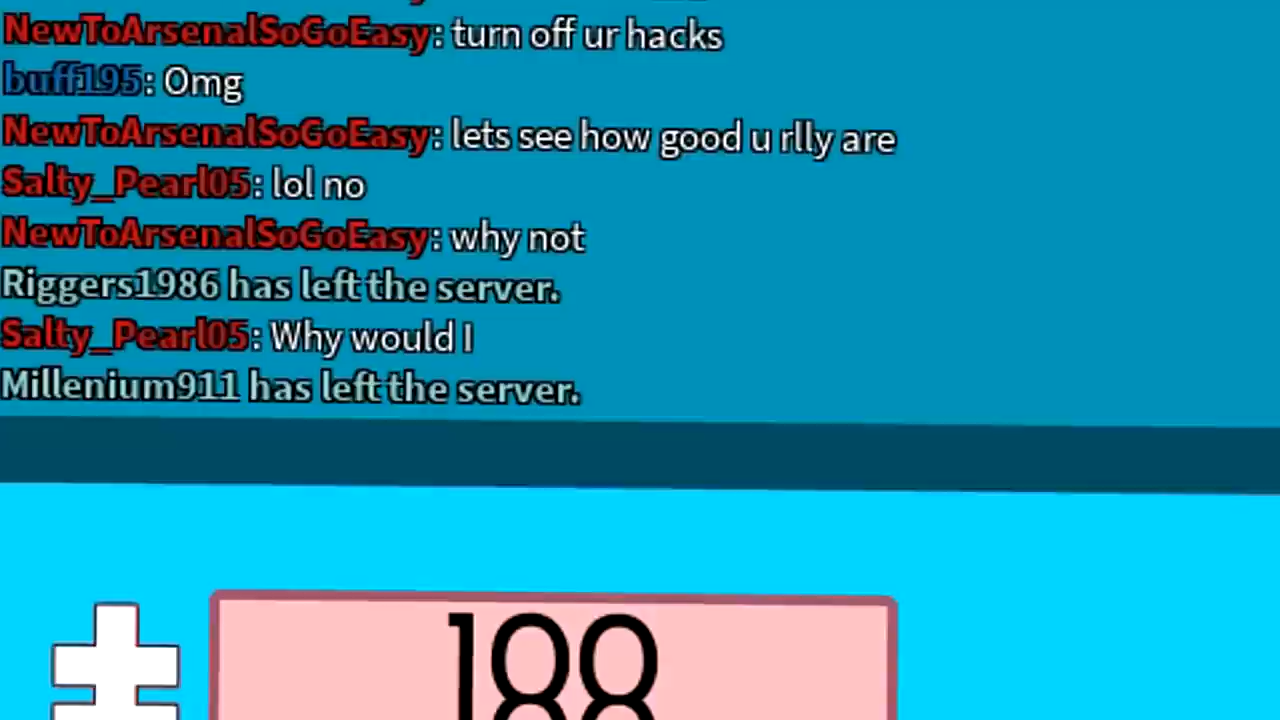 NewToArsenalSoGoEasy: turn off ur hacks
buff195: Omg
NewToArsenalSoGoEasy: lets see how good u rlly are
Salty_Pearl05: lol no
NewToArsenalSoGoEasy: why not
Riggers1986 has left the server.
Salty_Pearl05: Why would I
Millenium911 has left the server.
188